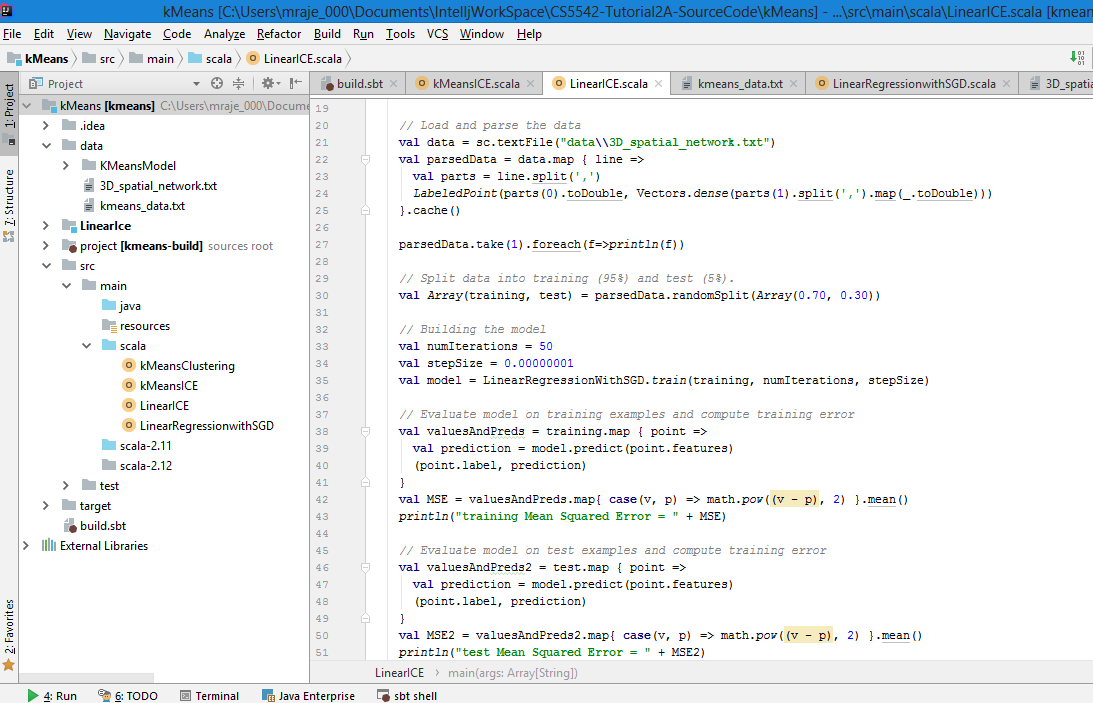 kMeans [C:\Users\mraje_000\Documents\IntelljWorkSpace\CS5542-Tutorial2A-SourceCode\kMeans] - ...\src\main\scala\LinearICE.scala [kmean
File Edit View Navigate Code Analyze Refactor Build Run Tools VCS Window Help
kMeans src main scala LinearICE.scala
Project
build.sbt kMeansICE.scala LinearICE.scala kmeans_data.txt LinearRegressionwithSGD.scala 3D_spatia
1: Project
7: Structure
2: Favorites
kMeans [kmeans] C:\Users\mraje_000\Docume
.idea
data
KMeansModel
3D_spatial_network.txt
kmeans_data.txt
LinearIce
project [kmeans-build] sources root
src
main
java
resources
scala
kMeansClustering
kMeansICE
LinearICE
LinearRegressionwithSGD
scala-2.11
scala-2.12
test
target
build.sbt
External Libraries
19
20 // Load and parse the data
21 val data = sc.textFile("data\\3D_spatial_network.txt")
22 val parsedData = data.map { line =>
23 val parts = line.split(',')
24 LabeledPoint(parts(0).toDouble, Vectors.dense(parts(1).split(',').map(_.toDouble)))
25 }.cache()
26
27 parsedData.take(1).foreach(f=>println(f))
28
29 // Split data into training (95%) and test (5%).
30 val Array(training, test) = parsedData.randomSplit(Array(0.70, 0.30))
31
32 // Building the model
33 val numIterations = 50
34 val stepSize = 0.00000001
35 val model = LinearRegressionWithSGD.train(training, numIterations, stepSize)
36
37 // Evaluate model on training examples and compute training error
38 val valuesAndPreds = training.map { point =>
39 val prediction = model.predict(point.features)
40 (point.label, prediction)
41 }
42 val MSE = valuesAndPreds.map{ case(v, p) => math.pow((v - p), 2) }.mean()
43 println("training Mean Squared Error = " + MSE)
44
45 // Evaluate model on test examples and compute training error
46 val valuesAndPreds2 = test.map { point =>
47 val prediction = model.predict(point.features)
48 (point.label, prediction)
49 }
50 val MSE2 = valuesAndPreds2.map{ case(v, p) => math.pow((v - p), 2) }.mean()
51 println("test Mean Squared Error = " + MSE2)
LinearICE main(args: Array[String])
4: Run 6: TODO Terminal Java Enterprise sbt shell